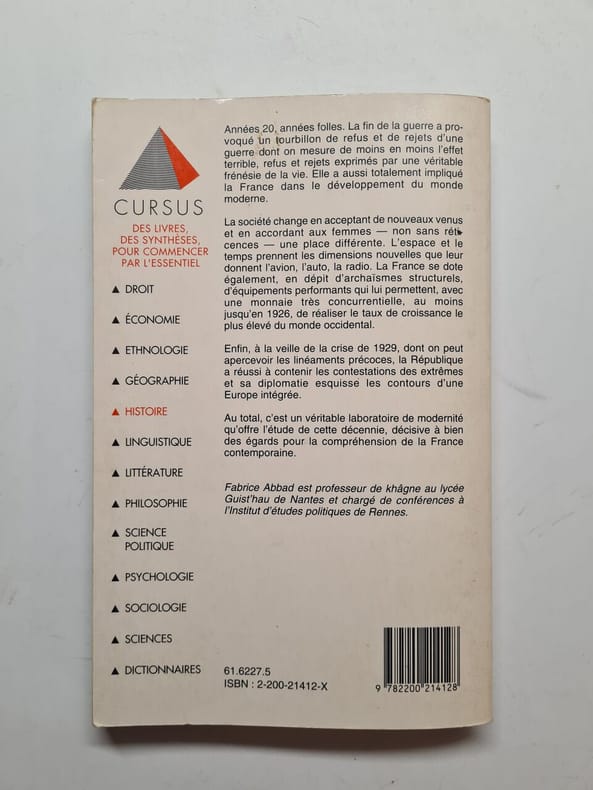 CURSUS
DES LIVRES,
DES SYNTHÈSES,
POUR COMMENCER
PAR L'ESSENTIEL
▲ DROIT
▲ ÉCONOMIE
▲ ETHNOLOGIE
▲ GÉOGRAPHIE
▲ HISTOIRE
▲ LINGUISTIQUE
▲ LITTÉRATURE
▲ PHILOSOPHIE
▲ SCIENCE
POLITIQUE
▲ PSYCHOLOGIE
▲ SOCIOLOGIE
▲ SCIENCES
▲ DICTIONNAIRES
Années 20, années folles. La fin de la guerre a pro-
voqué un tourbillon de refus et de rejets d'une
guerre dont on mesure de moins en moins l'effet
terrible, refus et rejets exprimés par une véritable
frénésie de la vie. Elle a aussi totalement impliqué
la France dans le développement du monde
moderne.
La société change en acceptant de nouveaux venus
et en accordant aux femmes — non sans réti-
cences — une place différente. L'espace et le
temps prennent les dimensions nouvelles que leur
donnent l'avion, l'auto, la radio. La France se dote
également, en dépit d'archaïsmes structurels,
d'équipements performants qui lui permettent, avec
une monnaie très concurrentielle, au moins
jusqu'en 1926, de réaliser le taux de croissance le
plus élevé du monde occidental.
Enfin, à la veille de la crise de 1929, dont on peut
apercevoir les linéaments précoces, la République
a réussi à contenir les contestations des extrêmes
et sa diplomatie esquisse les contours d'une
Europe intégrée.
Au total, c'est un véritable laboratoire de modernité
qu'offre l'étude de cette décennie, décisive à bien
des égards pour la compréhension de la France
contemporaine.
Fabrice Abbad est professeur de khâgne au lycée
Guist'hau de Nantes et chargé de conférences à
l'Institut d'études politiques de Rennes.
61.6227.5
ISBN : 2-200-21412-X
9 782200 214128